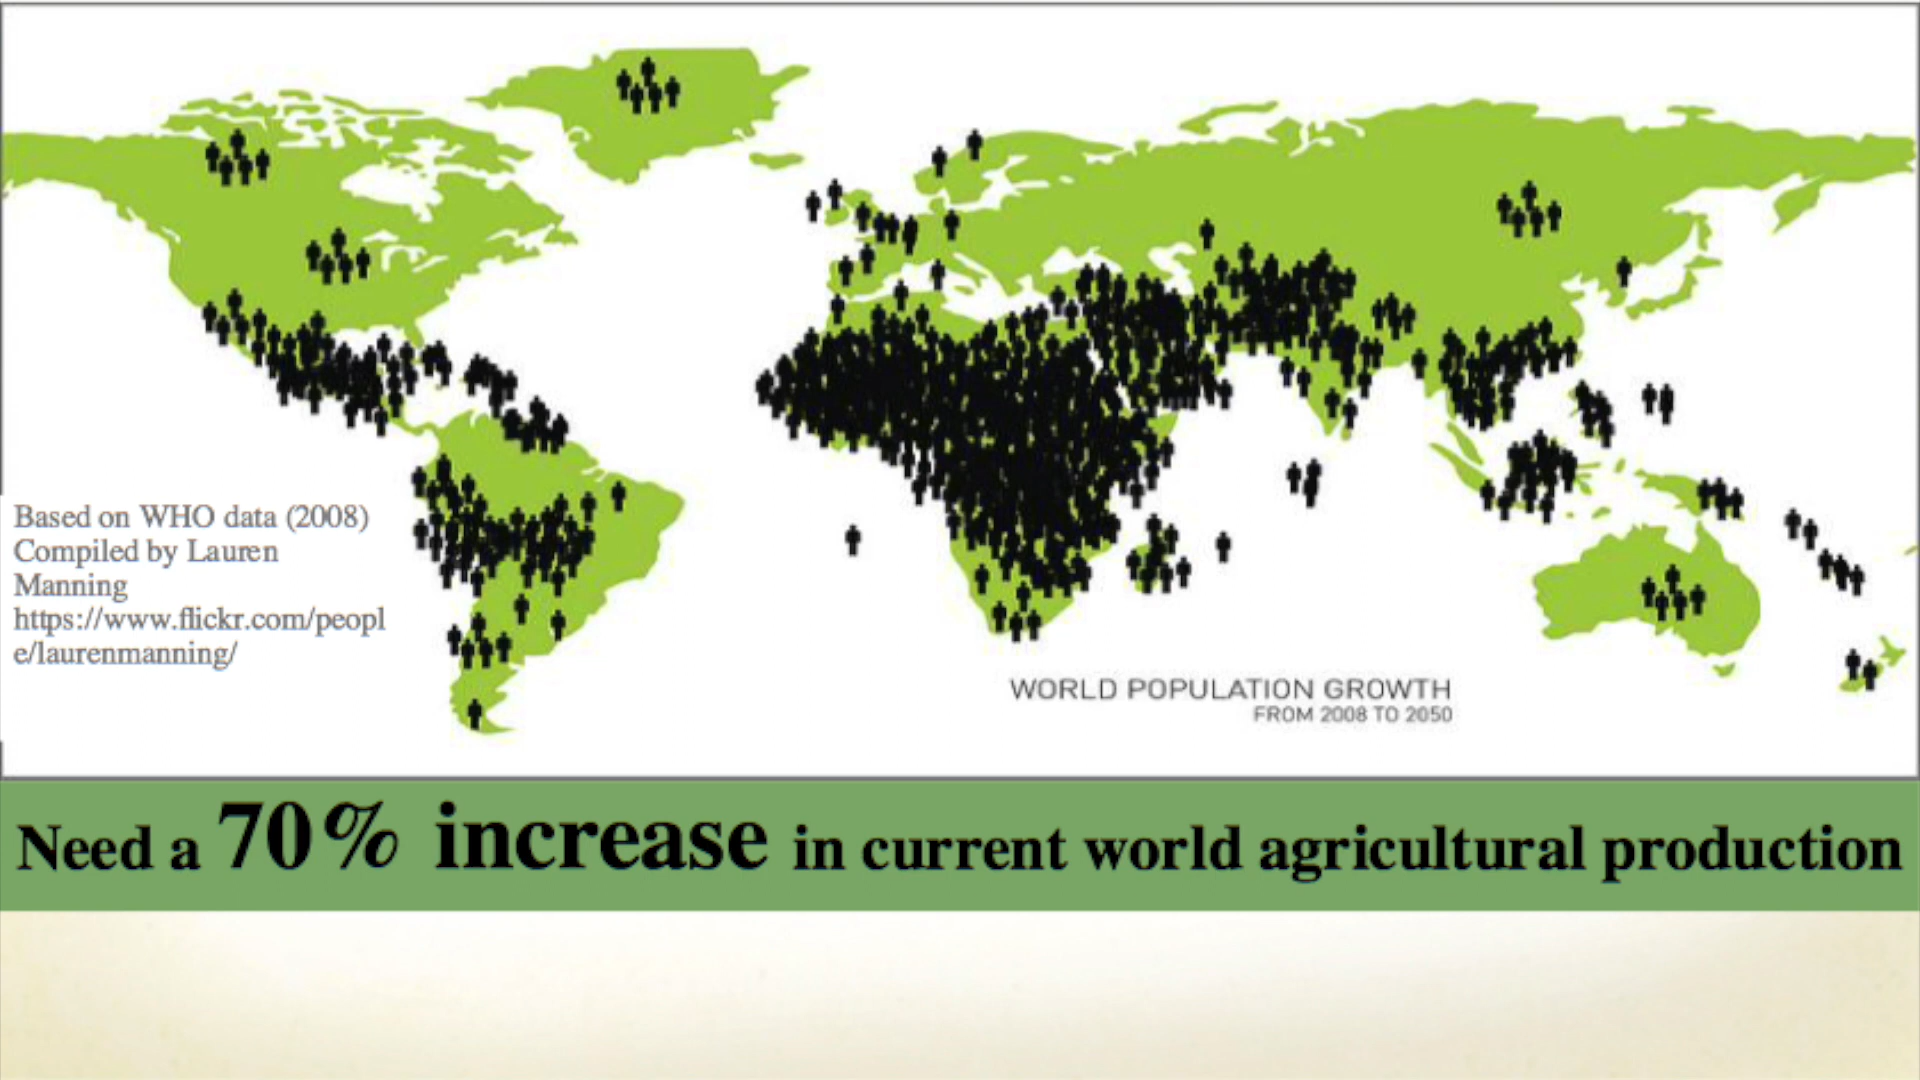 Based on WHO data (2008)
Compiled by Lauren
Manning
https://www.flickr.com/peopl
e/laurenmanning/
WORLD POPULATION GROWTH
FROM 2008 TO 2050
Need a 70% increase in current world agricultural production